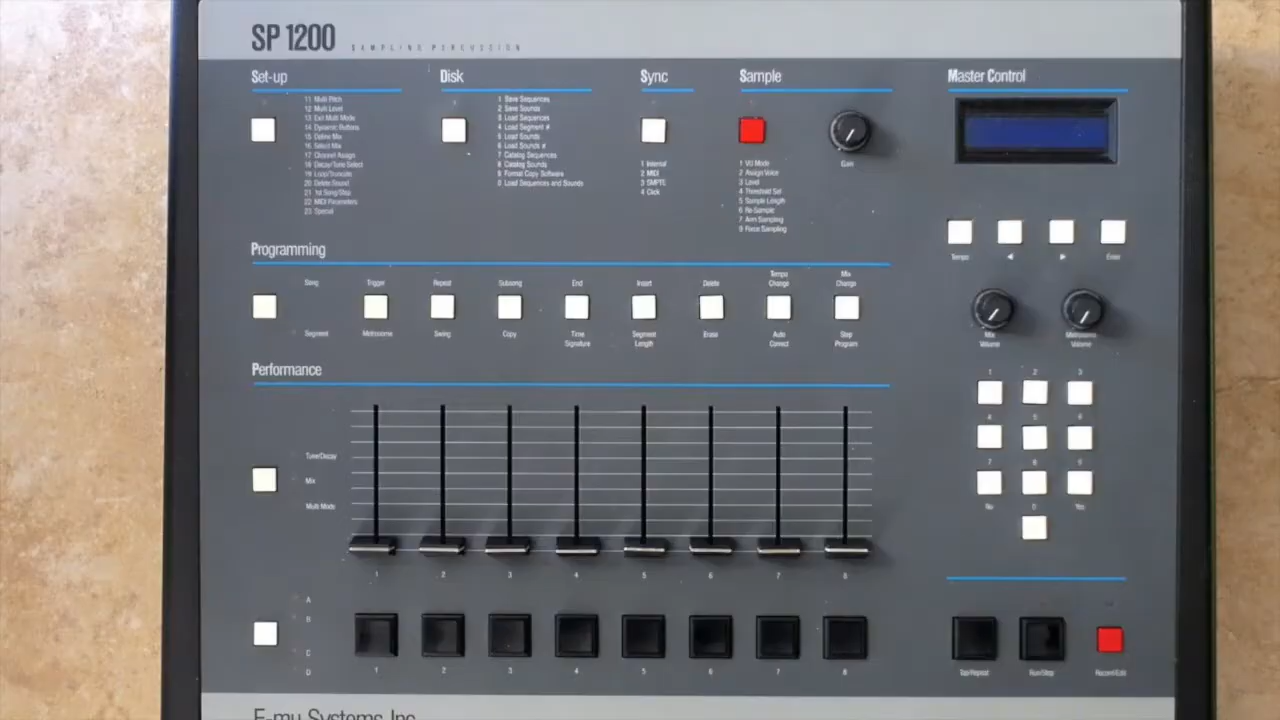 SP 1200 SAMPLING PERCUSSION
Set-up
11 Multi Pitch
12 Multi Level
13 Exit Multi Mode
14 Dynamic Buttons
15 Define Mix
16 Select Mix
17 Channel Assign
18 Decay/Tune Select
19 Loop/Truncate
20 Delete Sound
21 1st Song/Step
22 MIDI Parameters
23 Special
Disk
1 Save Sequences
2 Save Sounds
3 Load Sequences
4 Load Segment #
5 Load Sounds
6 Load Sound #
7 Catalog Sequences
8 Catalog Sounds
9 Format Copy Software
0 Load Sequences and Sounds
Sync
1 Internal
2 MIDI
3 SMPTE
4 Click
Sample
Gain
1 VU Mode
2 Assign Voice
3 Level
4 Threshold Set
5 Sample Length
6 Re-Sample
7 Arm Sampling
9 Force Sampling
Master Control
Tempo ◀ ▶ Enter
Mix Volume
Metronome Volume
1 2 3
4 5 6
7 8 9
No 0 Yes
Programming
Song Trigger Repeat Subsong End Insert Delete Tempo Change Mix Change
Segment Metronome Swing Copy Time Signature Segment Length Erase Auto Correct Step Program
Performance
Tune/Decay
Mix
Multi Mode
1 2 3 4 5 6 7 8
A
B
C
D
1 2 3 4 5 6 7 8
Tap/Repeat Run/Stop Record/Edit
E-mu Systems, Inc.